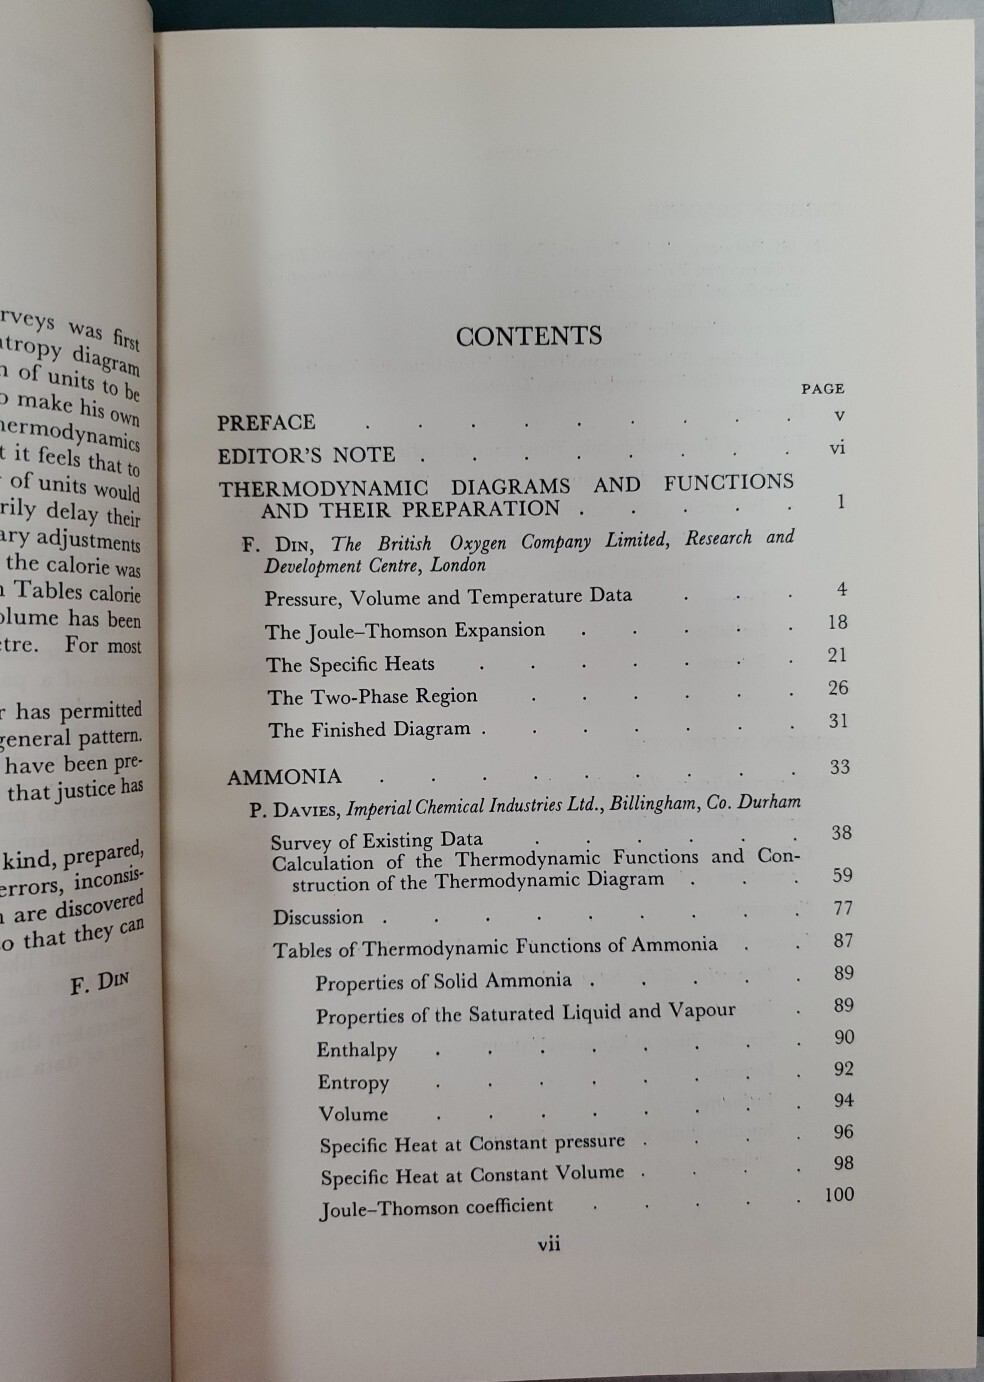 rveys was first
tropy diagram
of units to be
make his own
ermodynamics
it feels that to
of units would
rily delay their
ary adjustments
the calorie was
Tables calorie
olume has been
tre. For most
has permitted
general pattern.
have been pre-
that justice has
kind, prepared,
errors, inconsis-
are discovered
so that they can
F. DIN
CONTENTS
PAGE
PREFACE . . . . . . . . . v
EDITOR'S NOTE . . . . . . . . vi
THERMODYNAMIC DIAGRAMS AND FUNCTIONS
AND THEIR PREPARATION . . . . . 1
F. DIN, The British Oxygen Company Limited, Research and
Development Centre, London
Pressure, Volume and Temperature Data . . . 4
The Joule–Thomson Expansion . . . . . 18
The Specific Heats . . . . . . . 21
The Two-Phase Region . . . . . . 26
The Finished Diagram . . . . . . . 31
AMMONIA . . . . . . . . . 33
P. DAVIES, Imperial Chemical Industries Ltd., Billingham, Co. Durham
Survey of Existing Data . . . . . . 38
Calculation of the Thermodynamic Functions and Con-
struction of the Thermodynamic Diagram . . . 59
Discussion . . . . . . . . . 77
Tables of Thermodynamic Functions of Ammonia . . 87
Properties of Solid Ammonia . . . . . 89
Properties of the Saturated Liquid and Vapour . 89
Enthalpy . . . . . . . . 90
Entropy . . . . . . . . 92
Volume . . . . . . . . 94
Specific Heat at Constant pressure . . . . 96
Specific Heat at Constant Volume . . . . 98
Joule–Thomson coefficient . . . . . 100
vii